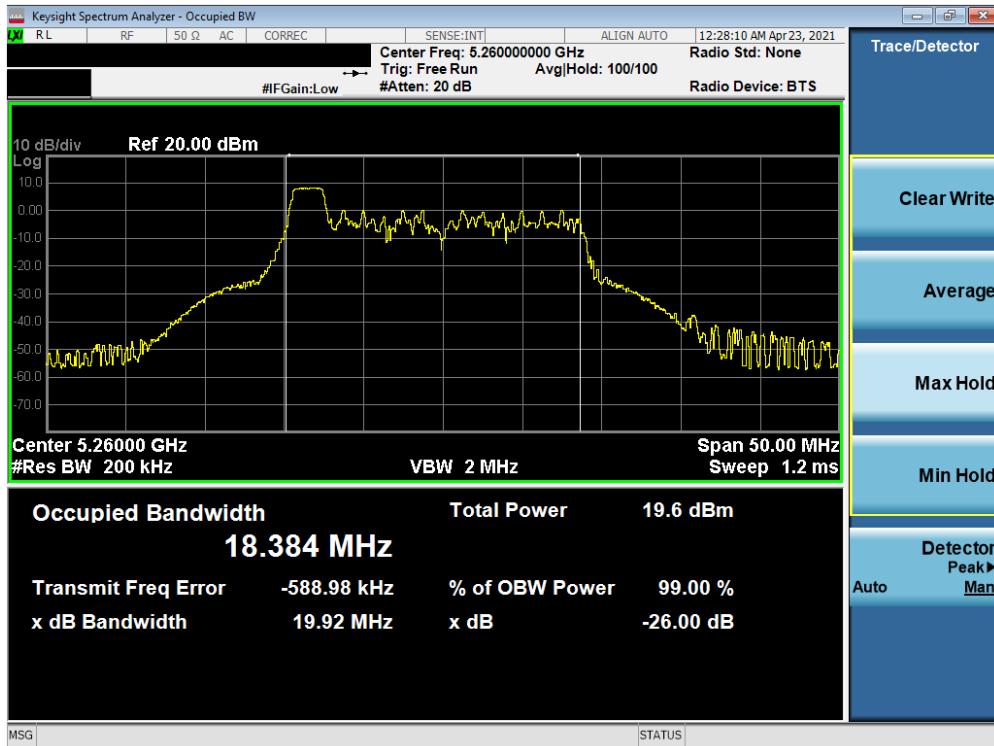 Keysight Spectrum Analyzer - Occupied BW
LXI RL RF 50 Ω AC CORREC SENSE:INT ALIGN AUTO 12:28:10 AM Apr 23, 2021
Center Freq: 5.260000000 GHz Radio Std: None
Trig: Free Run Avg|Hold: 100/100
#IFGain:Low #Atten: 20 dB Radio Device: BTS
10 dB/div Ref 20.00 dBm
Log
10.0
0.00
-10.0
-20.0
-30.0
-40.0
-50.0
-60.0
-70.0
Center 5.26000 GHz Span 50.00 MHz
#Res BW 200 kHz VBW 2 MHz Sweep 1.2 ms
Occupied Bandwidth Total Power 19.6 dBm
18.384 MHz
Transmit Freq Error -588.98 kHz % of OBW Power 99.00 %
x dB Bandwidth 19.92 MHz x dB -26.00 dB
MSG STATUS
Trace/Detector
Clear Write
Average
Max Hold
Min Hold
Detector
Peak▶
Auto Man